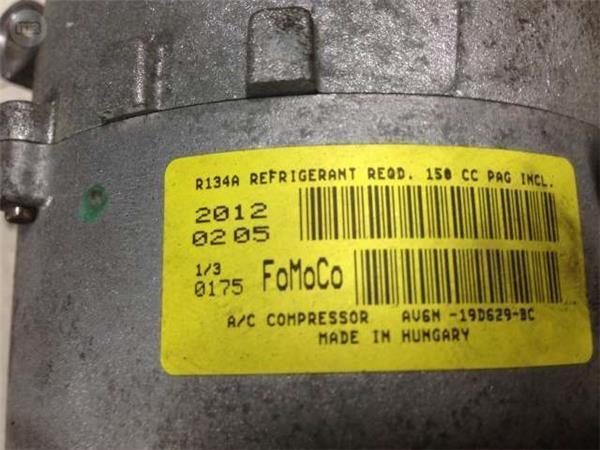 R134A REFRIGERANT REQD. 150 CC PAG INCL.
2012
0205
1/3
0175 FoMoCo
A/C COMPRESSOR AV6N -19D629-BC
MADE IN HUNGARY